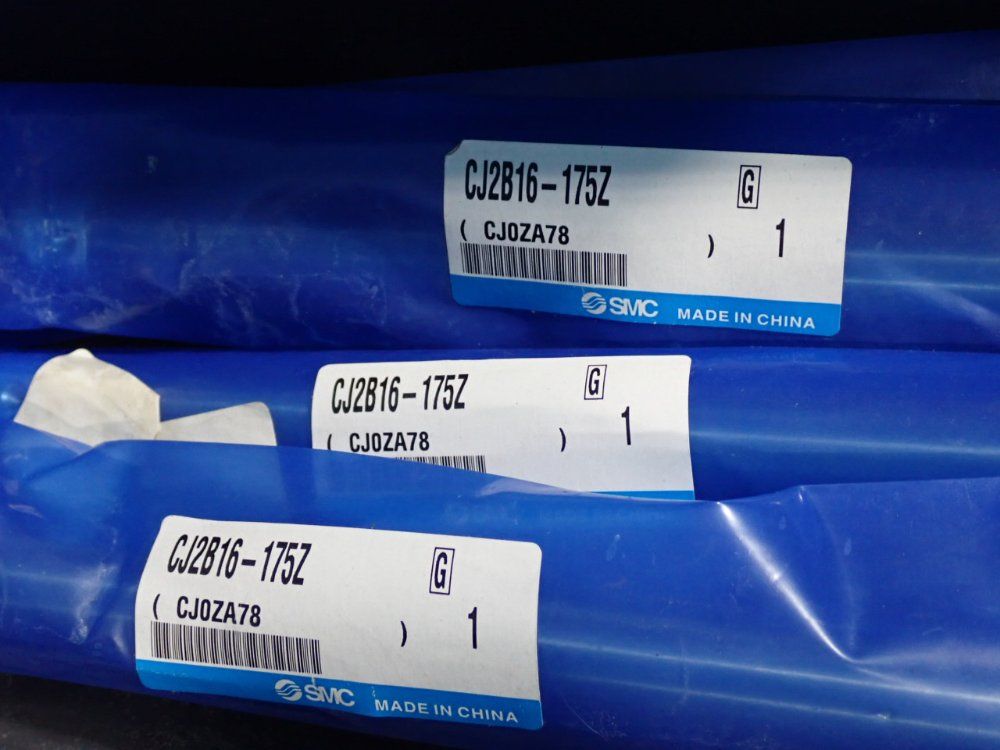 CJ2B16-175Z G
( CJ0ZA78 ) 1
SMC MADE IN CHINA
CJ2B16-175Z G
( CJ0ZA78 ) 1
CJ2B16-175Z G
( CJ0ZA78 ) 1
SMC MADE IN CHINA